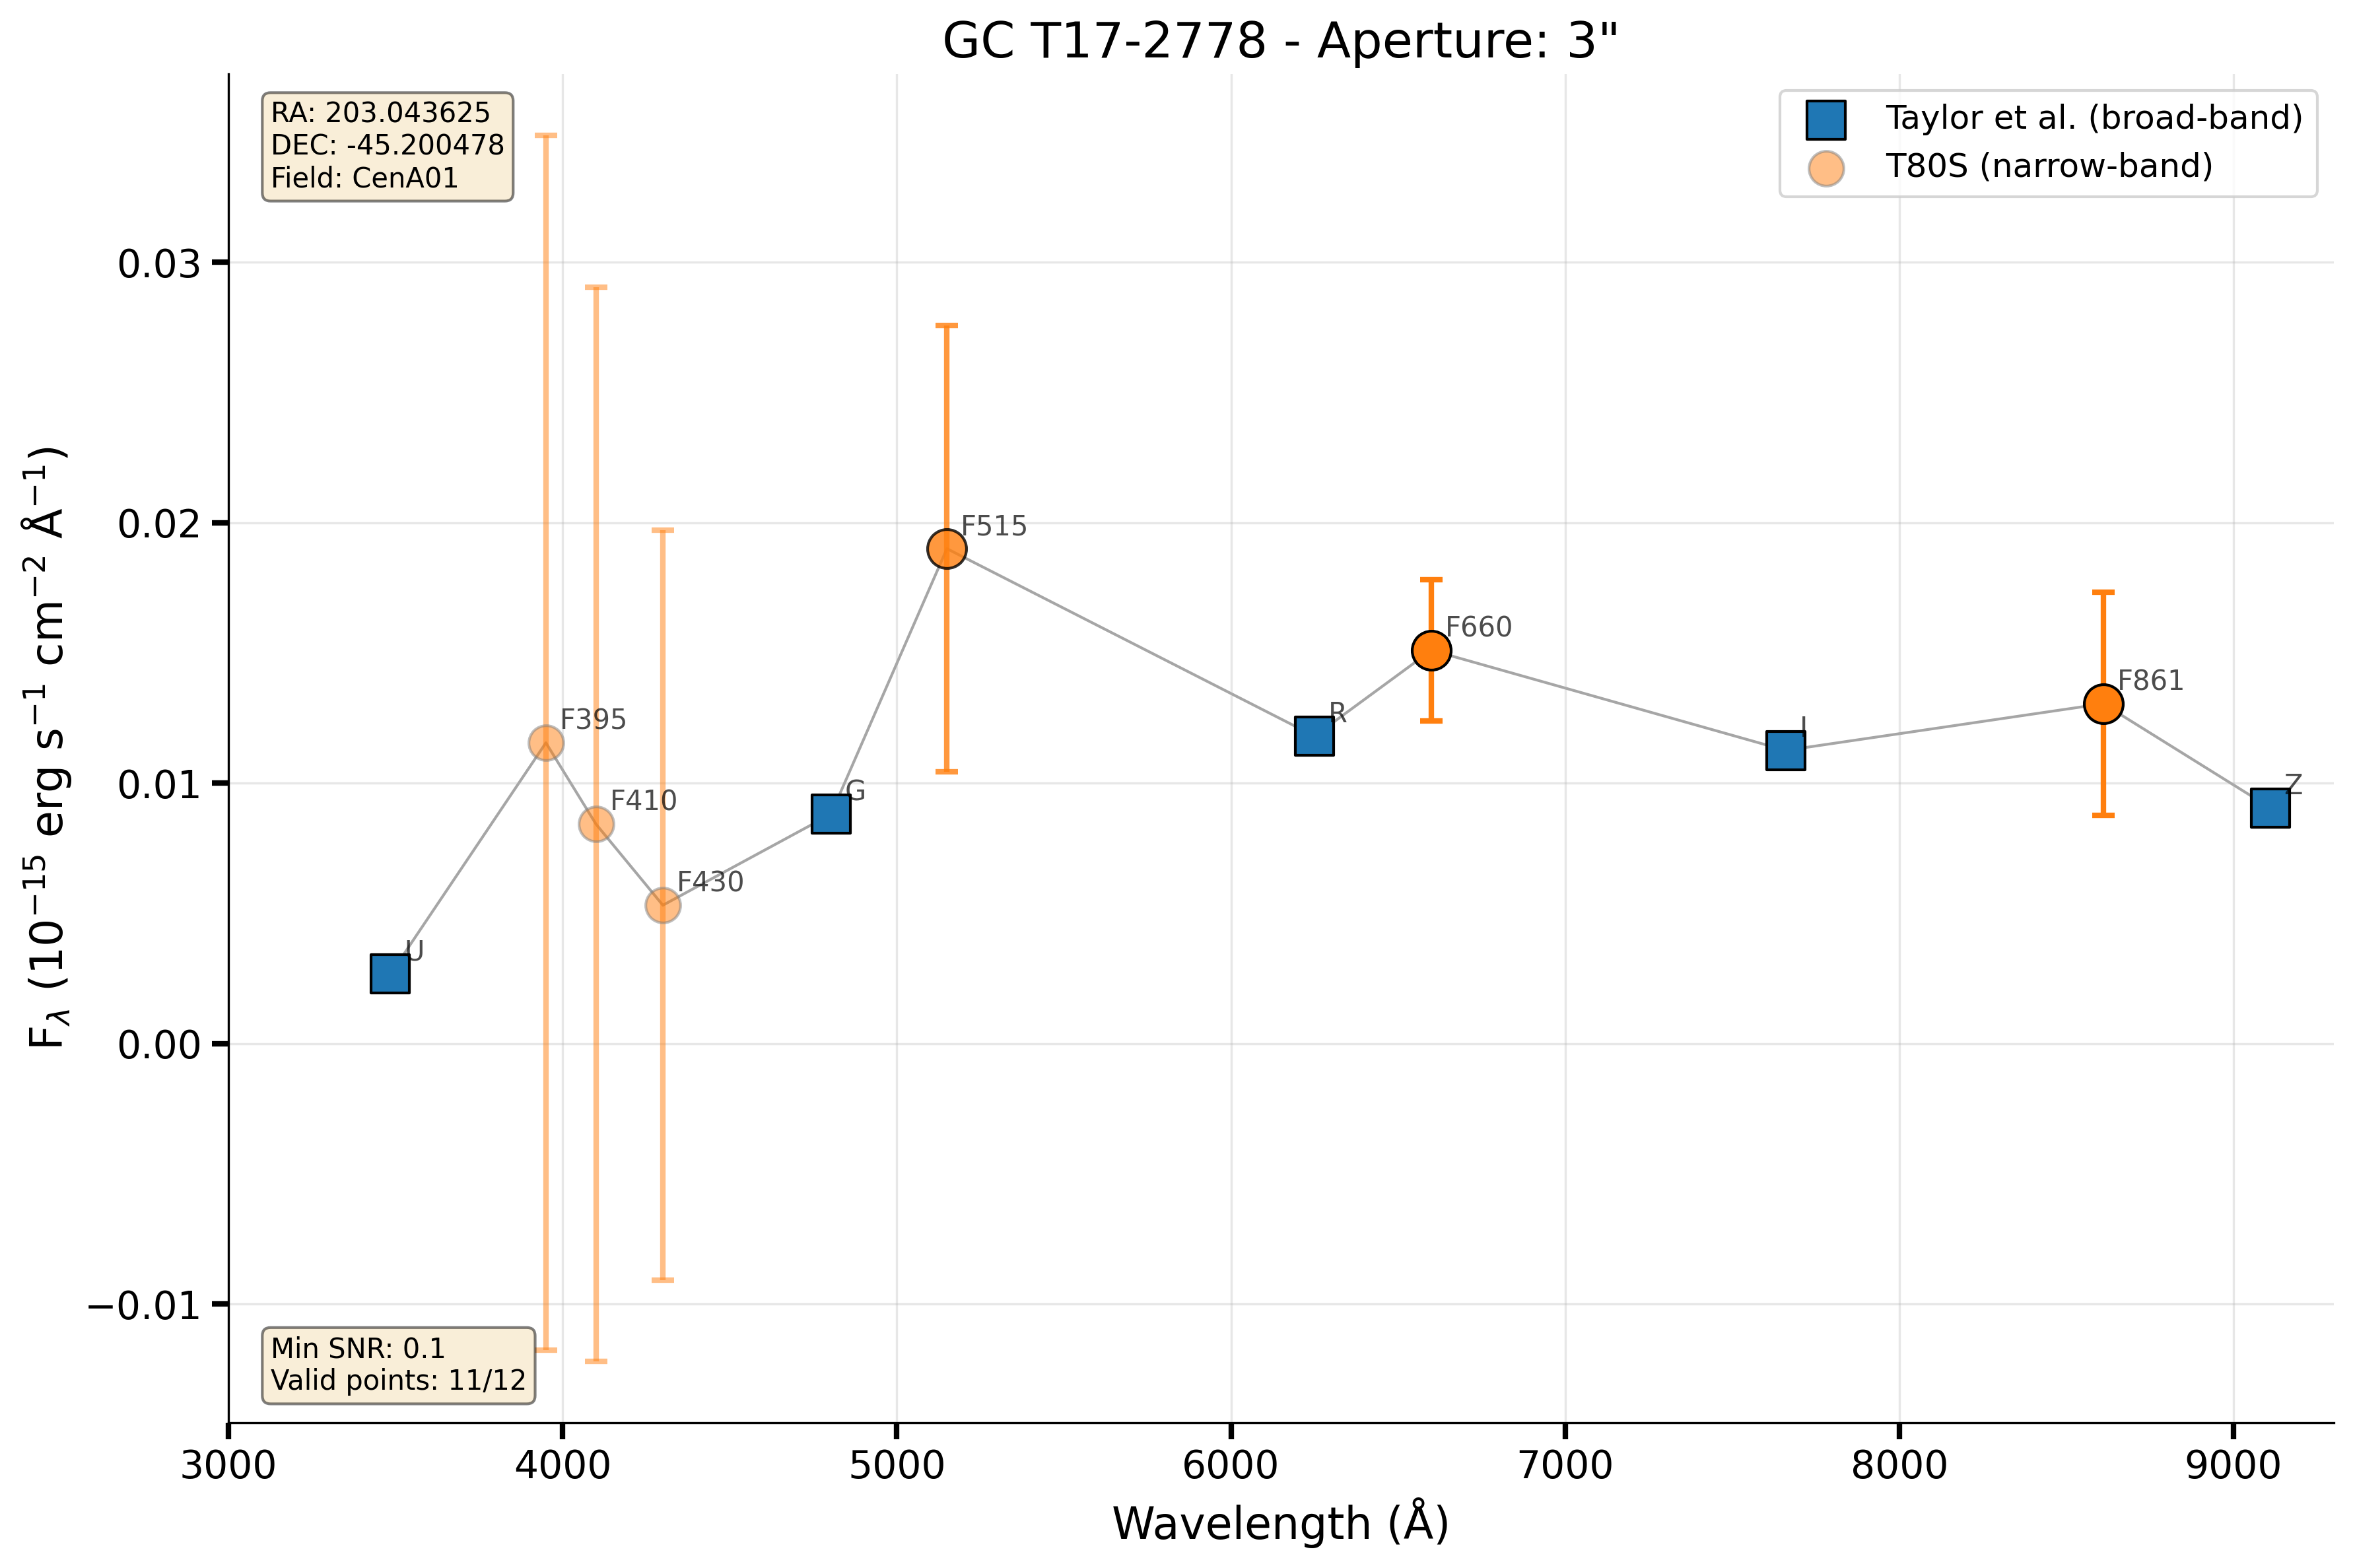 GC T17-2778 - Aperture: 3"
RA: 203.043625
DEC: -45.200478
Field: CenA01
Taylor et al. (broad-band)
T80S (narrow-band)
0.03
0.02
0.01
0.00
−0.01
F_λ (10⁻¹⁵ erg s⁻¹ cm⁻² Å⁻¹)
U
F395
F410
F430
G
F515
R
F660
I
F861
Z
Min SNR: 0.1
Valid points: 11/12
3000 4000 5000 6000 7000 8000 9000
Wavelength (Å)